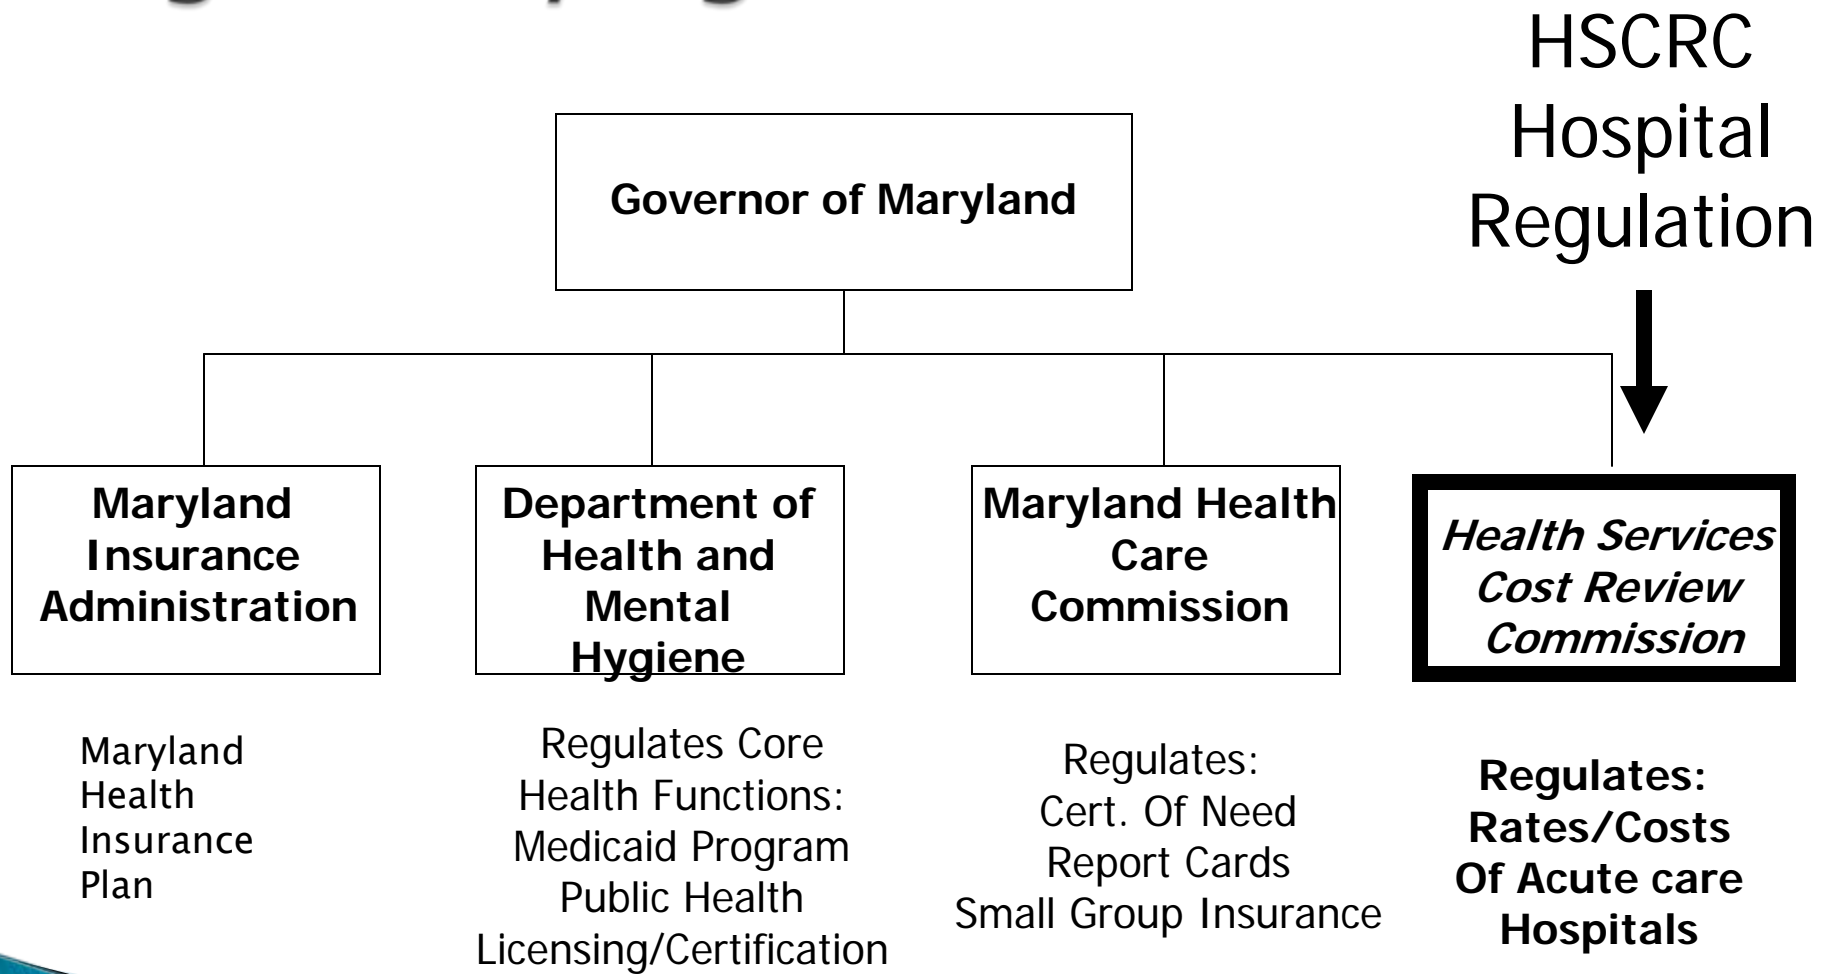 HSCRC
Hospital
Regulation
Governor of Maryland
Maryland
Insurance
Administration
Department of
Health and
Mental
Hygiene
Maryland Health
Care
Commission
Health Services
Cost Review
Commission
Maryland
Health
Insurance
Plan
Regulates Core
Health Functions:
Medicaid Program
Public Health
Licensing/Certification
Regulates:
Cert. Of Need
Report Cards
Small Group Insurance
Regulates:
Rates/Costs
Of Acute care
Hospitals